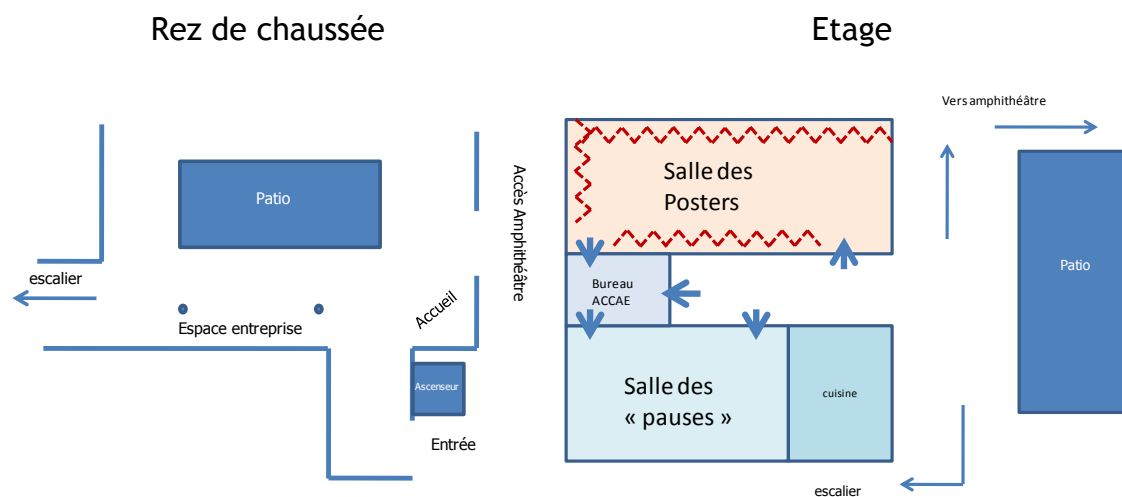 Rez de chaussée
Patio
Accès Amphithéâtre
escalier
Accueil
Espace entreprise
Ascenseur
Entrée
Etage
Vers amphithéâtre
Salle des
Posters
Patio
Bureau
ACCAE
Salle des
« pauses »
cuisine
escalier